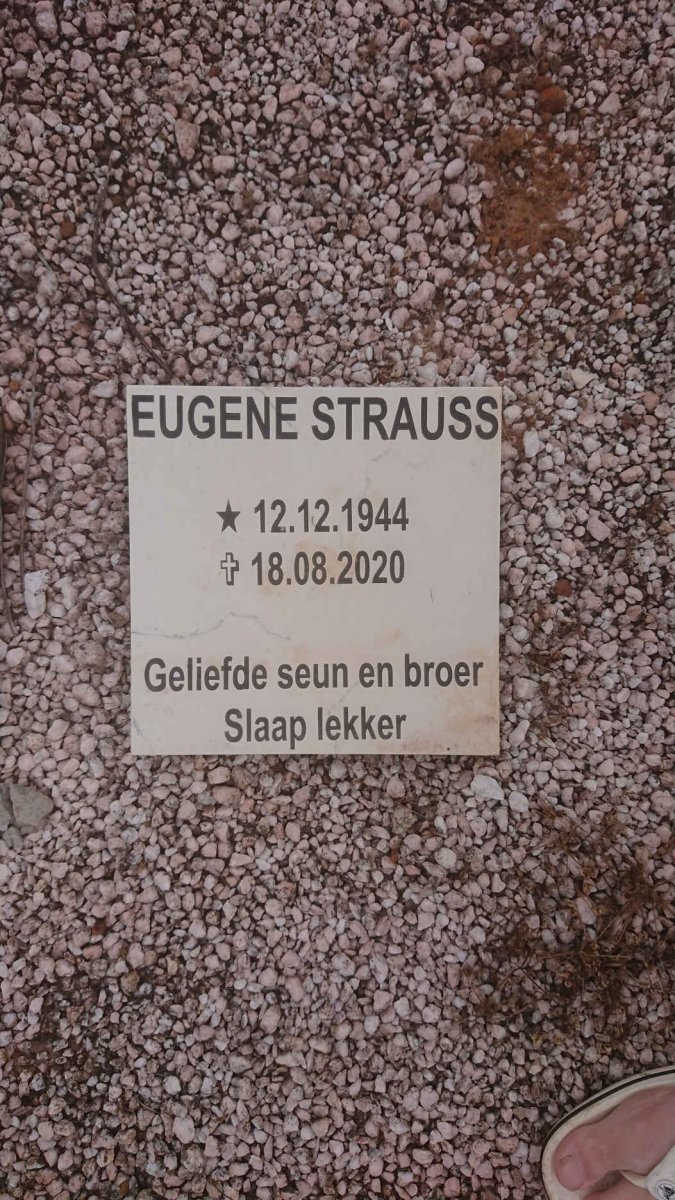 EUGENE STRAUSS
★ 12.12.1944
✞ 18.08.2020
Geliefde seun en broer
Slaap lekker